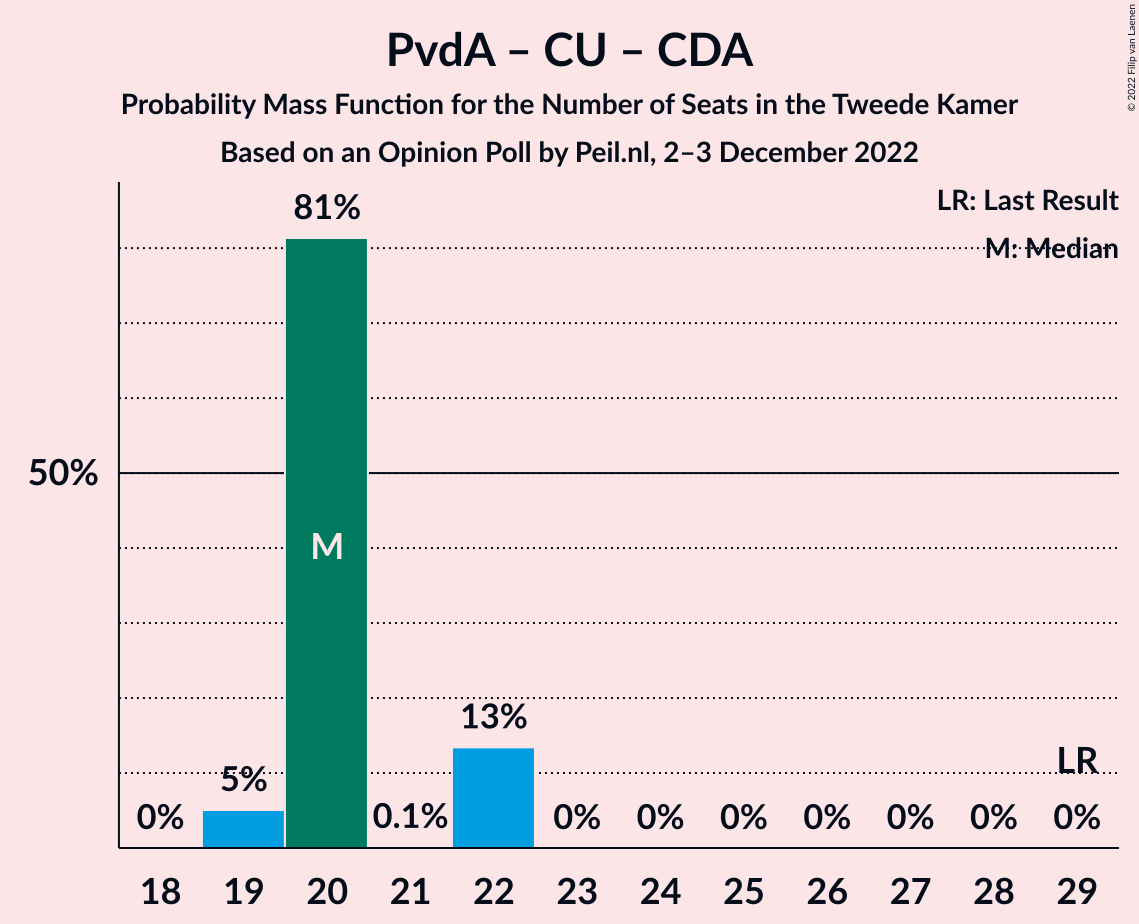 PvdA – CU – CDA
Probability Mass Function for the Number of Seats in the Tweede Kamer
Based on an Opinion Poll by Peil.nl, 2–3 December 2022
© 2022 Filip van Laenen
LR: Last Result
M: Median
81%
50%
M
13%
LR
5%
0% 0.1% 0% 0% 0% 0% 0% 0% 0%
18 19 20 21 22 23 24 25 26 27 28 29